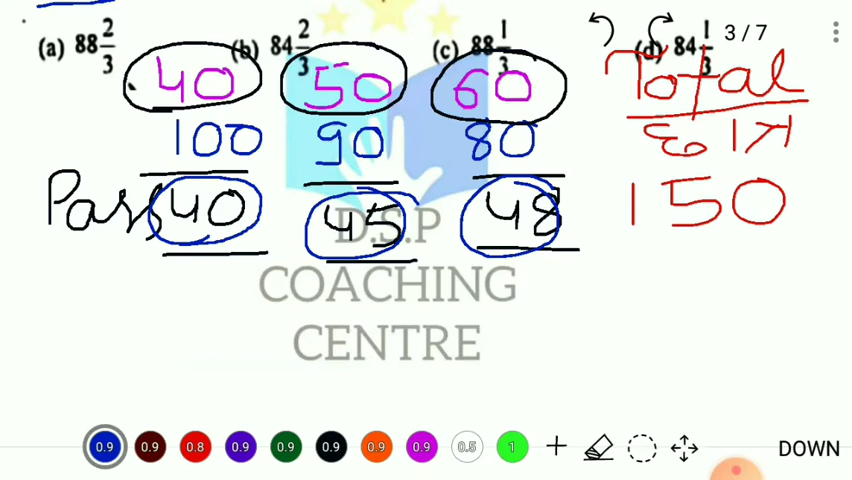 (a) 88 2/3 (b) 84 2/3 (c) 88 1/3 (d) 84 1/3 3 / 7
40 50 60 Total
100 90 80
Pass 40 45 48 150
D.S.P
COACHING
CENTRE
0.9 0.9 0.8 0.9 0.9 0.9 0.9 0.9 0.5 1 DOWN